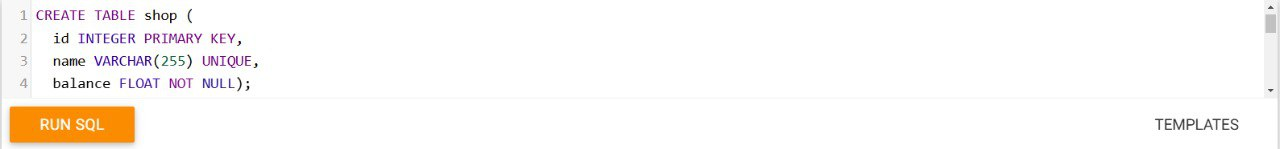 1 CREATE TABLE shop (
2 id INTEGER PRIMARY KEY,
3 name VARCHAR(255) UNIQUE,
4 balance FLOAT NOT NULL);
RUN SQL TEMPLATES